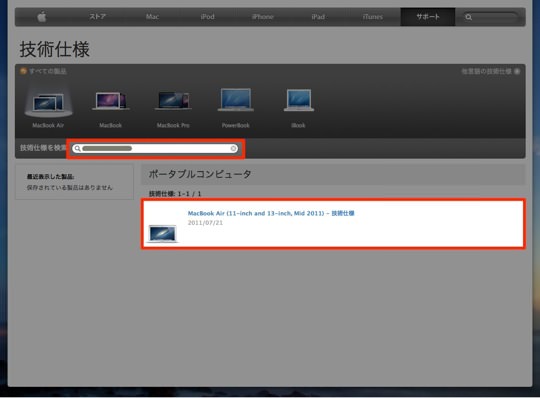 ストア Mac iPod iPhone iPad iTunes サポート
技術仕様
すべての製品 他言語の技術仕様
MacBook Air MacBook MacBook Pro PowerBook iBook
技術仕様を検索
最近表示した製品:
保存されている製品はありません
ポータブルコンピュータ
技術仕様: 1-1 / 1
MacBook Air (11-inch and 13-inch, Mid 2011) - 技術仕様
2011/07/21